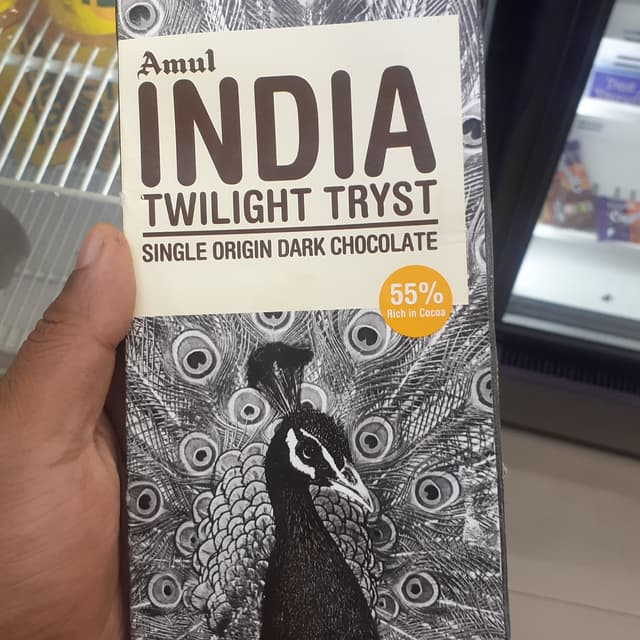 Amul
INDIA
TWILIGHT TRYST
SINGLE ORIGIN DARK CHOCOLATE
55%
Rich in Cocoa